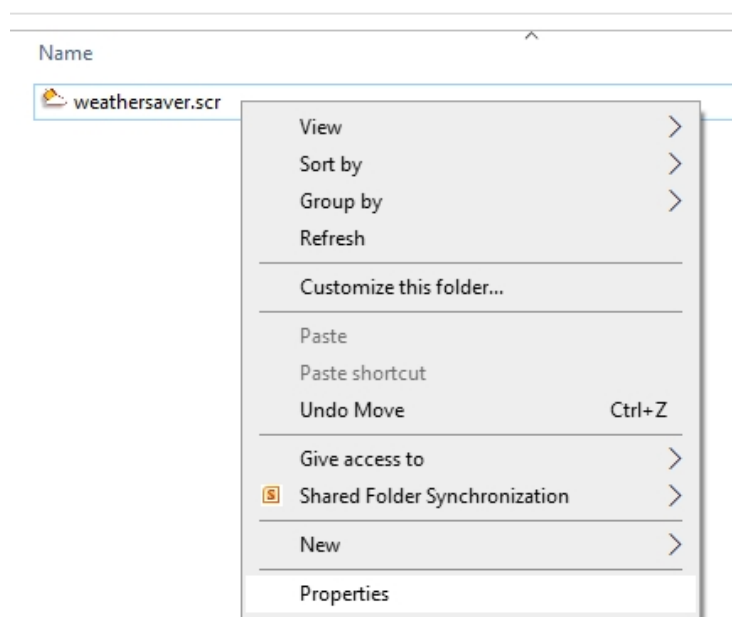 Name
weathersaver.scr
View
Sort by
Group by
Refresh
Customize this folder...
Paste
Paste shortcut
Undo Move Ctrl+Z
Give access to
S Shared Folder Synchronization
New
Properties